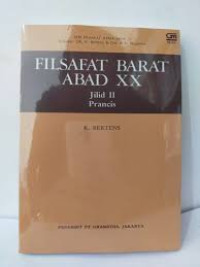 FILSAFAT BARAT
ABAD XX
Jilid II
Prancis
K. BERTENS
PENERBIT PT GRAMEDIA, JAKARTA